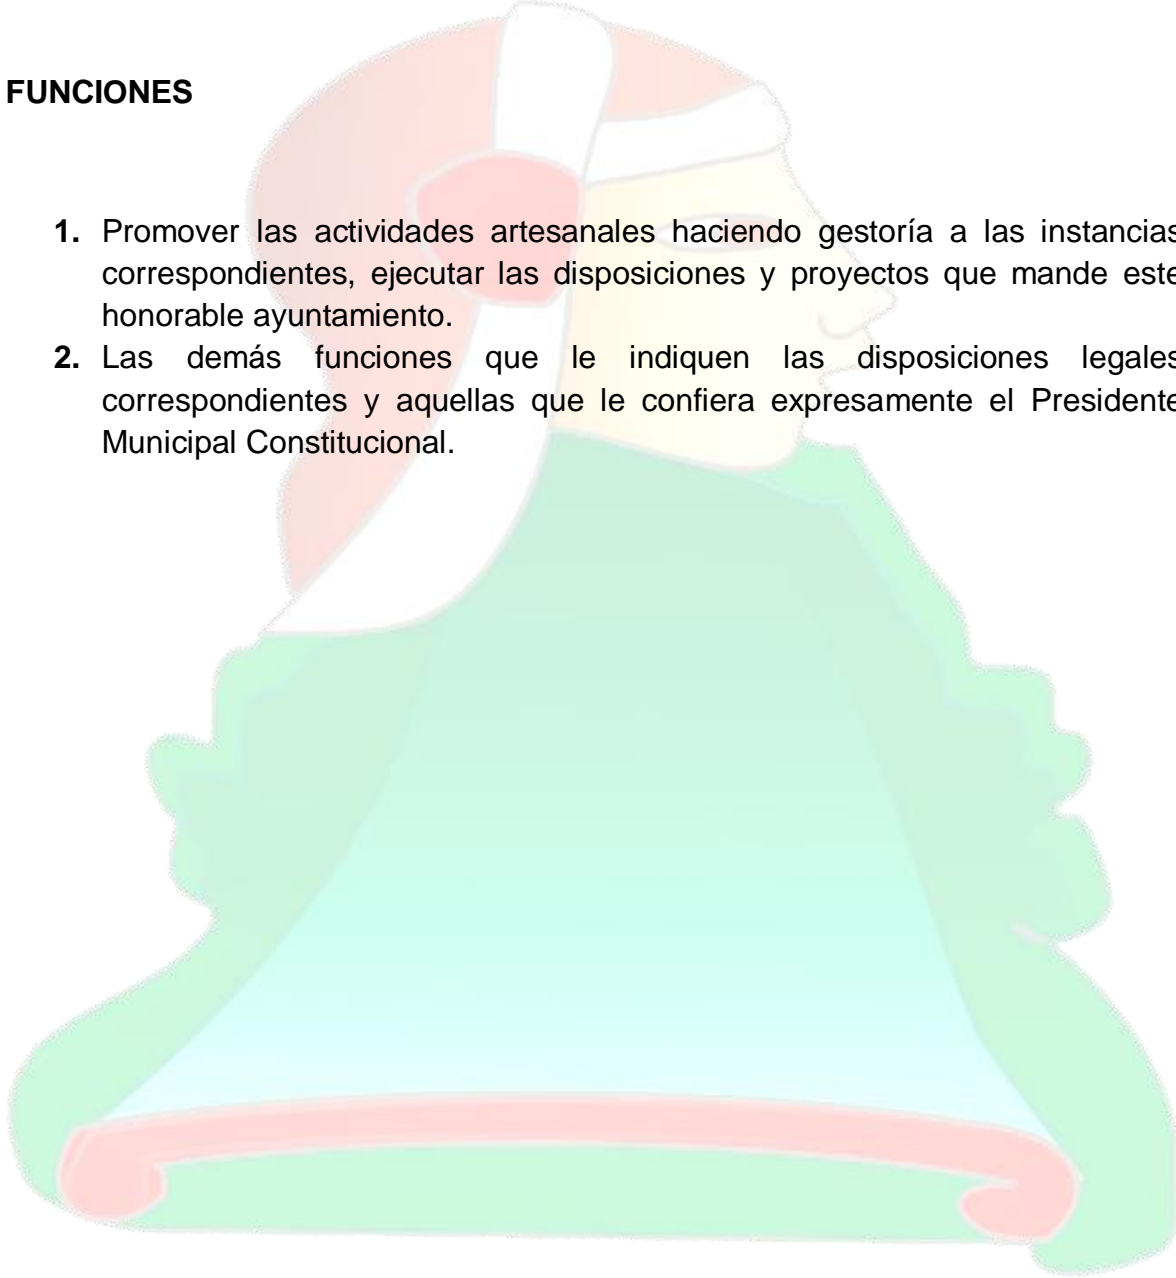 FUNCIONES
1. Promover las actividades artesanales haciendo gestoría a las instancias
correspondientes, ejecutar las disposiciones y proyectos que mande este
honorable ayuntamiento.
2. Las demás funciones que le indiquen las disposiciones legales
correspondientes y aquellas que le confiera expresamente el Presidente
Municipal Constitucional.